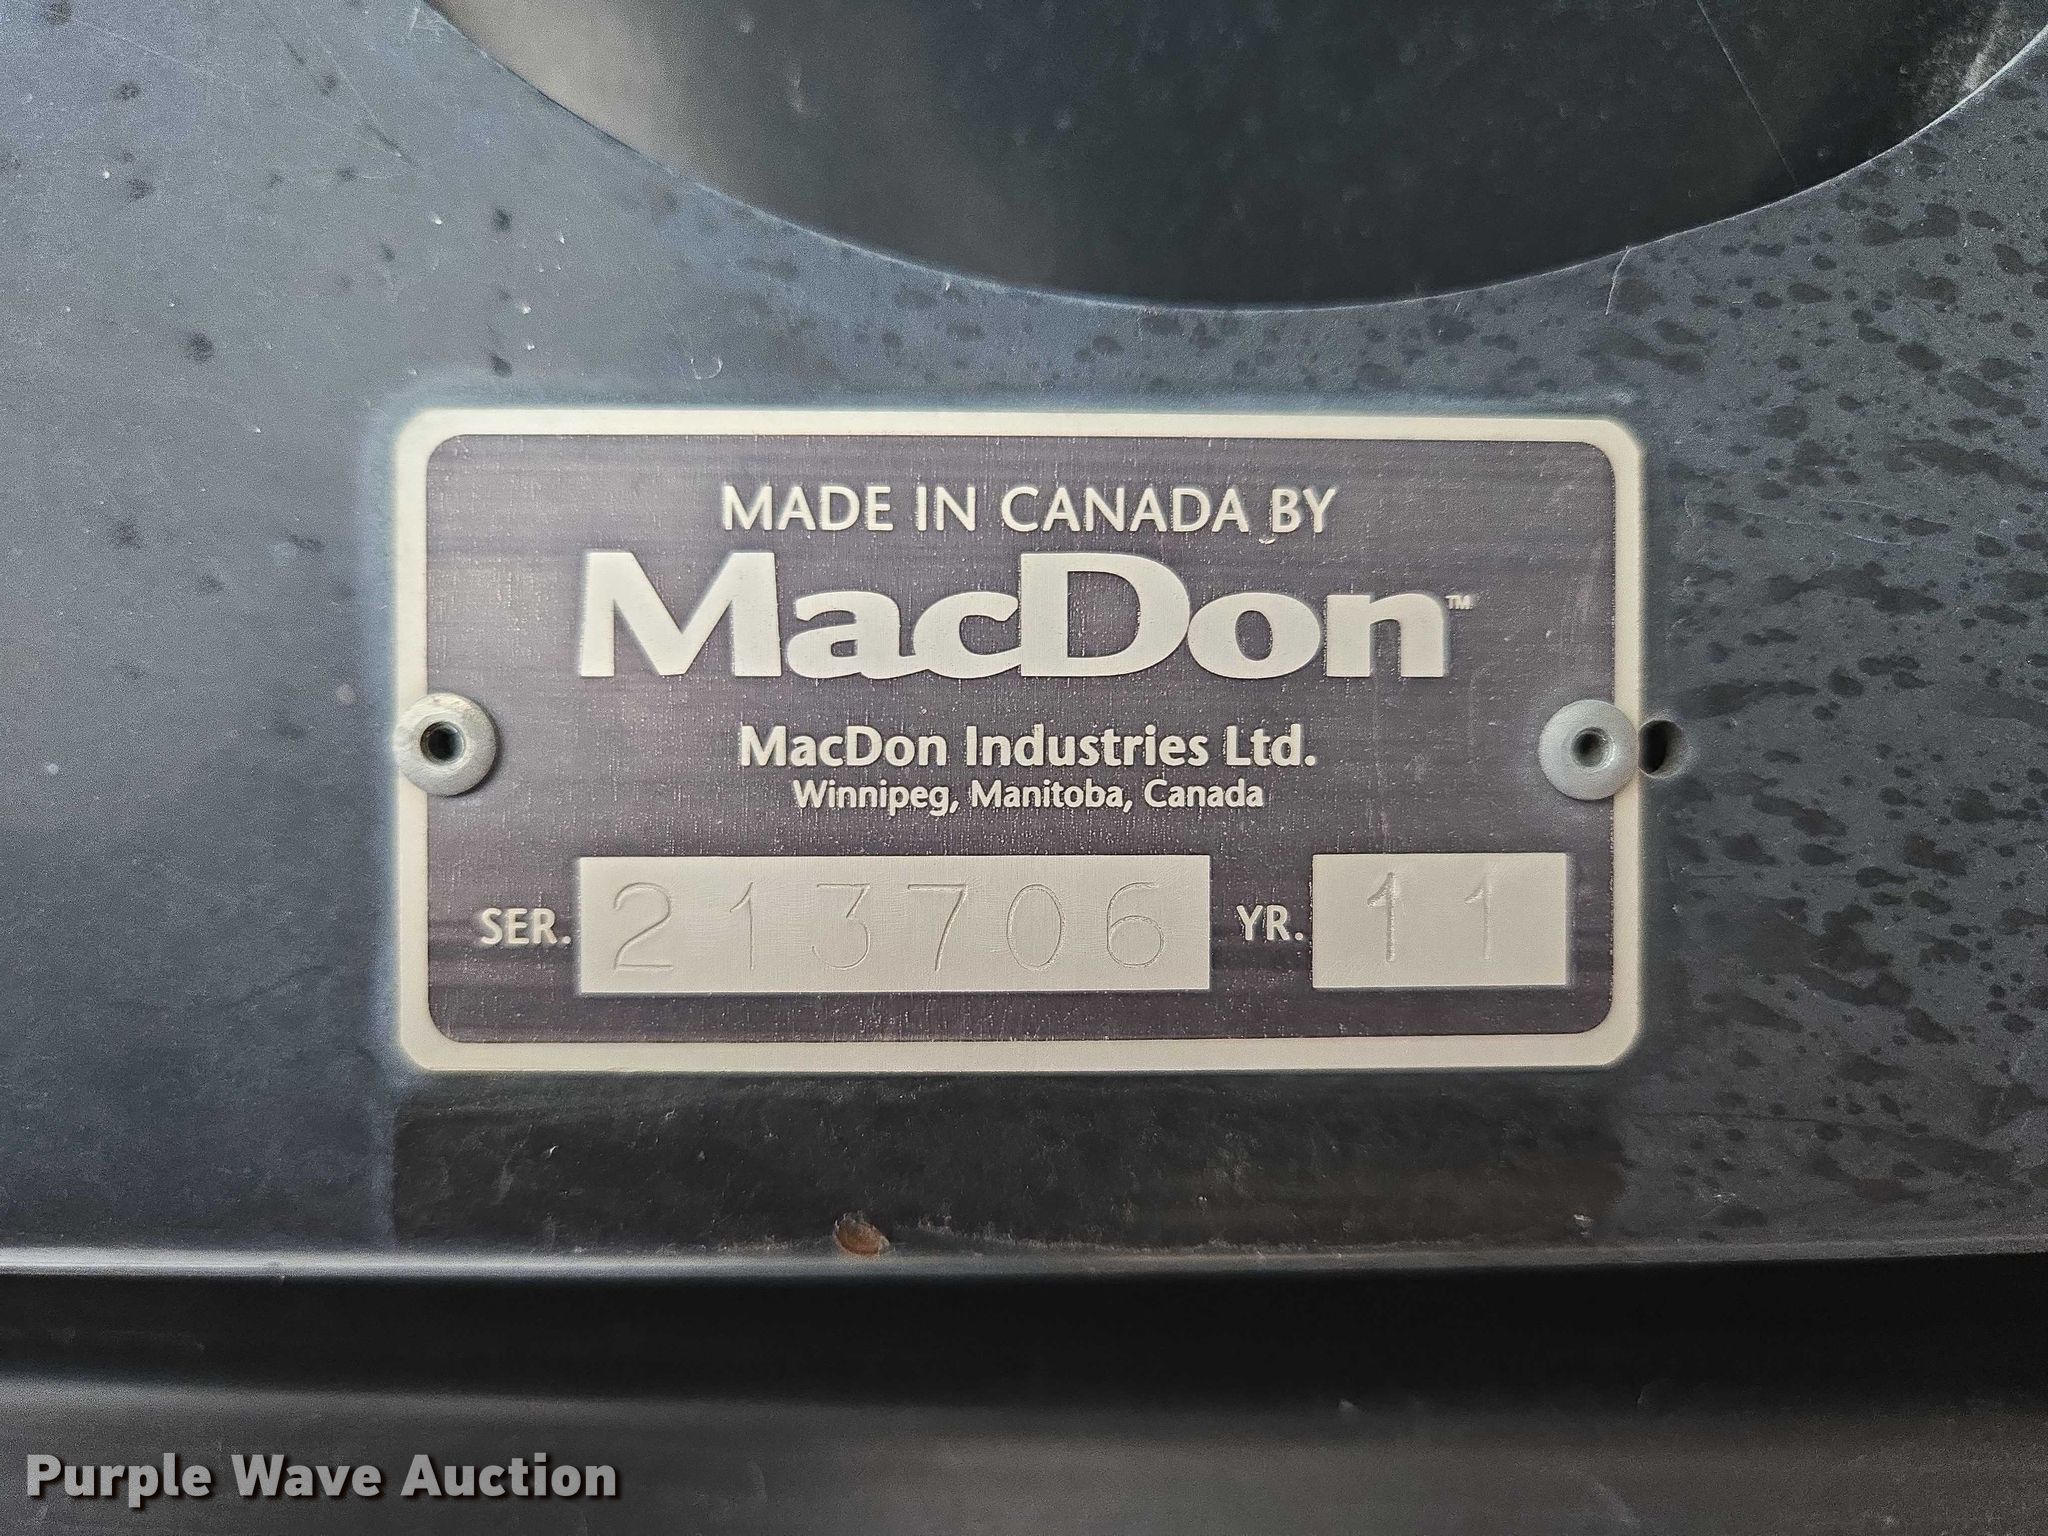 MADE IN CANADA BY
MacDon™
MacDon Industries Ltd.
Winnipeg, Manitoba, Canada
SER. 213706 YR. 11
Purple Wave Auction